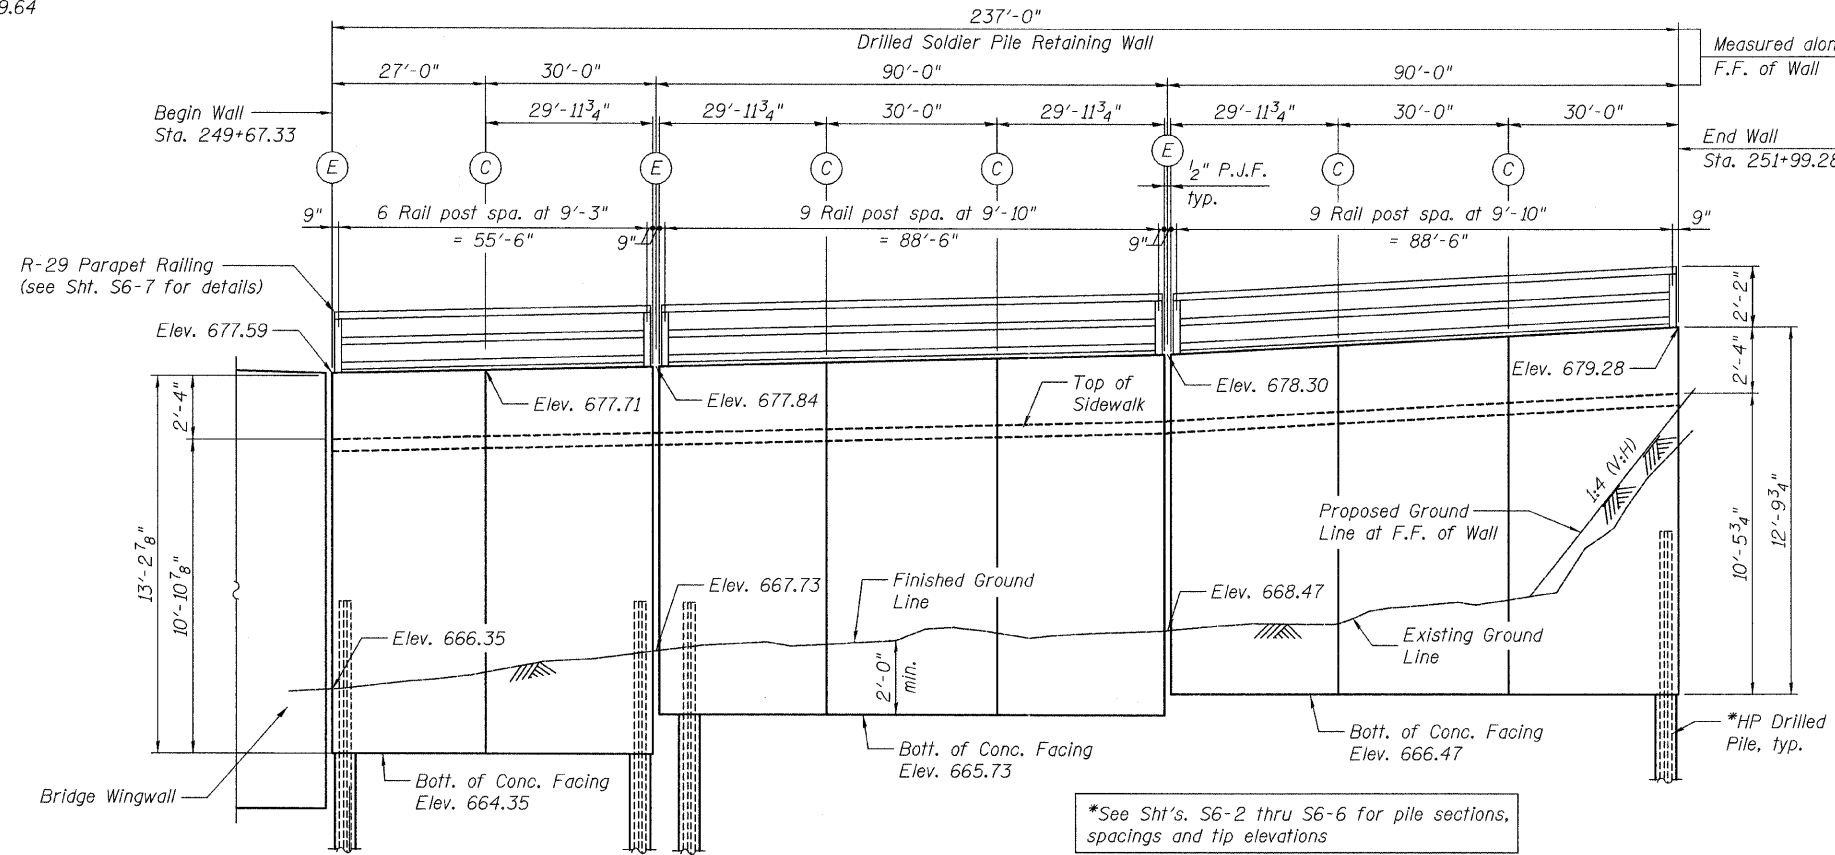 9.64
237'-0"
Drilled Soldier Pile Retaining Wall
Measured alon
F.F. of Wall
27'-0"
30'-0"
90'-0"
90'-0"
Begin Wall
Sta. 249+67.33
29'-11¾"
29'-11¾"
30'-0"
29'-11¾"
29'-11¾"
30'-0"
30'-0"
End Wall
Sta. 251+99.28
E
C
E
C
C
E
C
C
½" P.J.F.
typ.
9"
6 Rail post spa. at 9'-3"
= 55'-6"
9"
9 Rail post spa. at 9'-10"
= 88'-6"
9"
9 Rail post spa. at 9'-10"
= 88'-6"
9"
R-29 Parapet Railing
(see Sht. S6-7 for details)
2'-2"
Elev. 677.59
2'-4"
Elev. 677.71
Elev. 677.84
Top of
Sidewalk
Elev. 678.30
Elev. 679.28
2'-4"
1:4 (V:H)
Proposed Ground
Line at F.F. of Wall
13'-2⅞"
10'-10⅞"
10'-5¾"
12'-9¾"
Elev. 666.35
Elev. 667.73
Finished Ground
Line
Elev. 668.47
Existing Ground
Line
2'-0"
min.
Bridge Wingwall
Bott. of Conc. Facing
Elev. 664.35
Bott. of Conc. Facing
Elev. 665.73
Bott. of Conc. Facing
Elev. 666.47
*HP Drilled
Pile, typ.
*See Sht's. S6-2 thru S6-6 for pile sections,
spacings and tip elevations